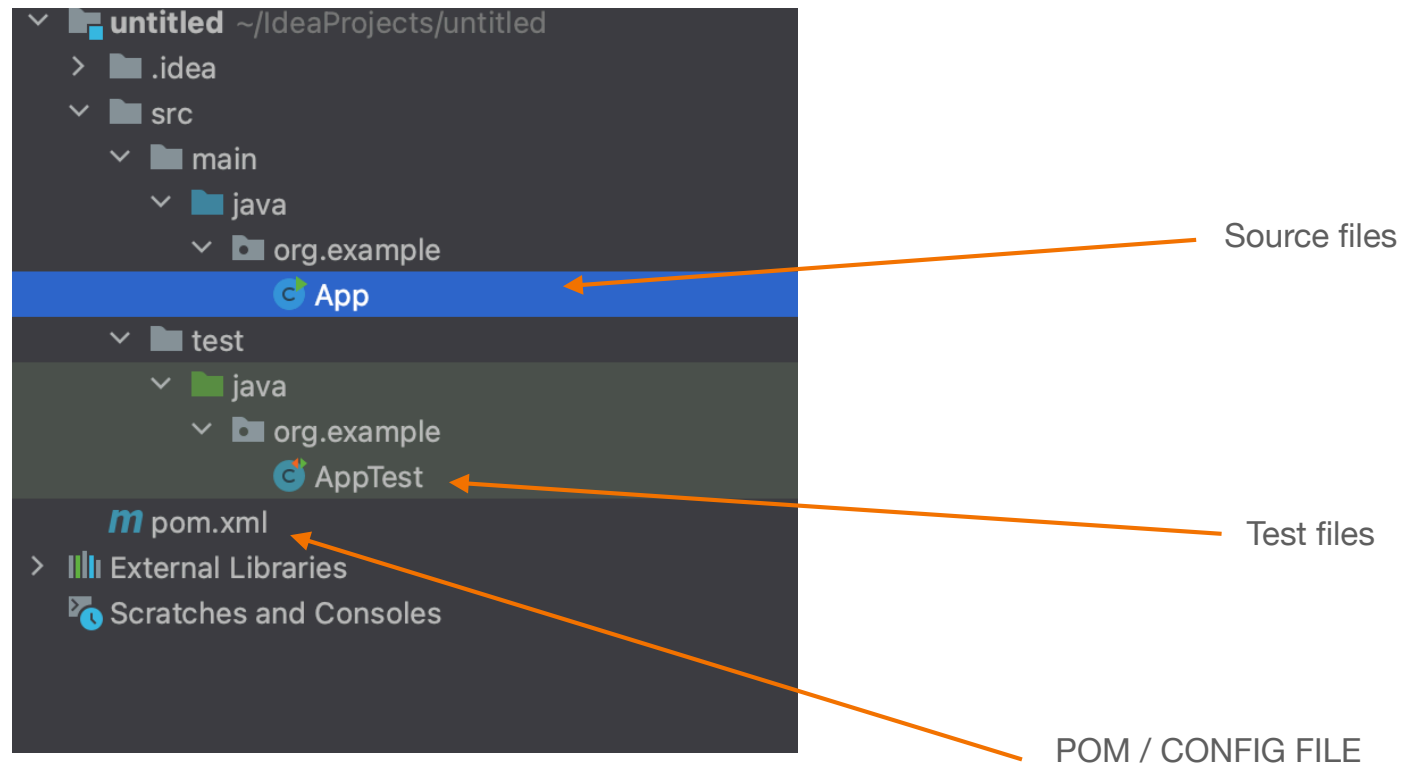 untitled ~/IdeaProjects/untitled
.idea
src
main
java
org.example
Source files
App
test
java
org.example
AppTest
pom.xml
Test files
External Libraries
Scratches and Consoles
POM / CONFIG FILE